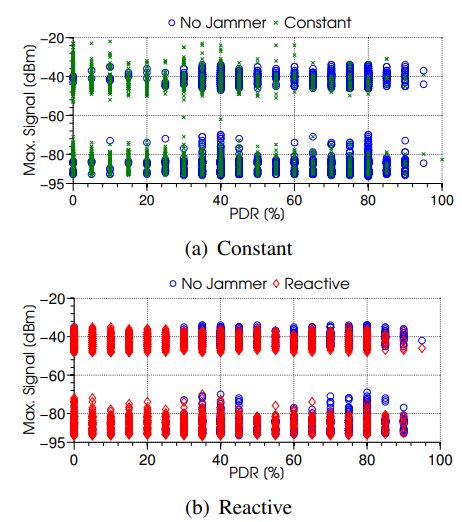 No Jammer Constant
Max. Signal (dBm)
-20
-40
-60
-80
-95
0 20 40 60 80 100
PDR (%)
(a) Constant
No Jammer Reactive
Max. Signal (dBm)
-20
-40
-60
-80
-95
0 20 40 60 80 100
PDR (%)
(b) Reactive